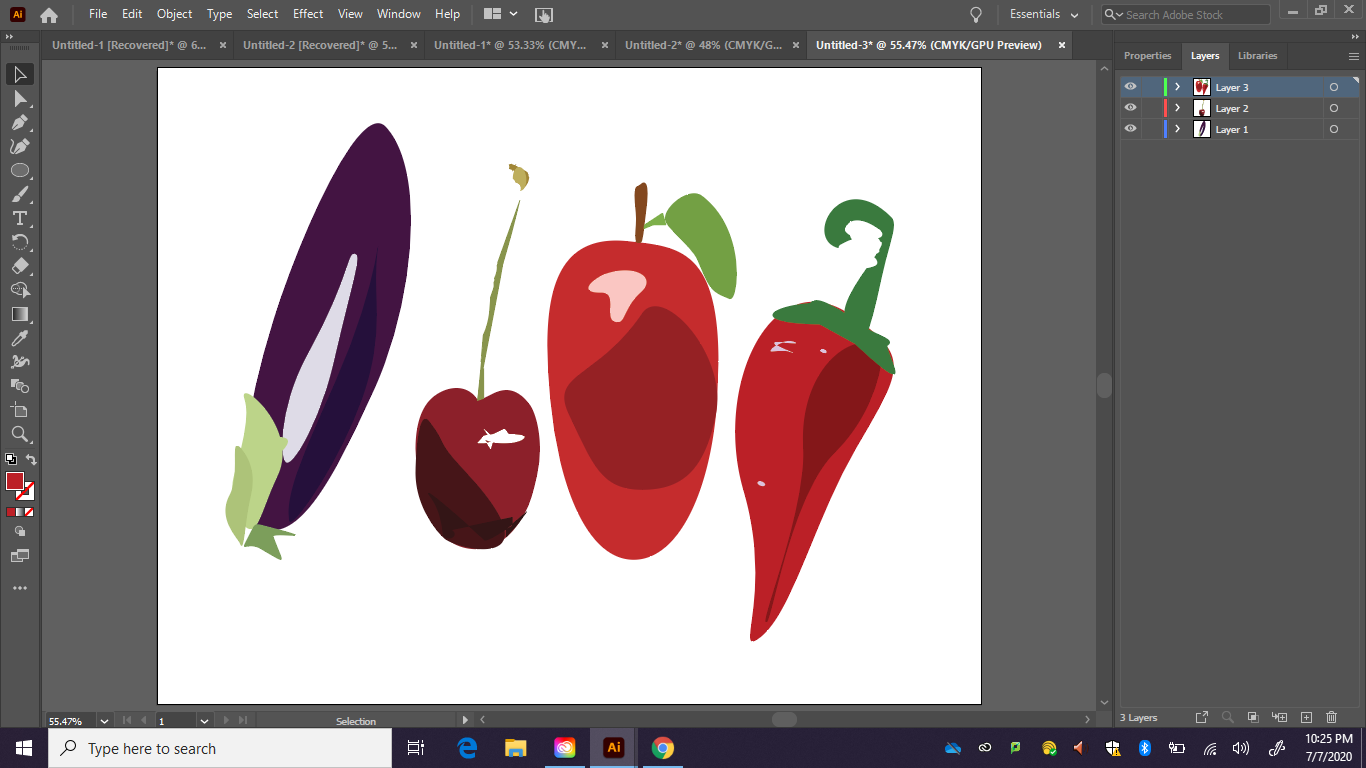 Ai File Edit Object Type Select Effect View Window Help Essentials Search Adobe Stock
Untitled-1 [Recovered]* @ 6... × Untitled-2 [Recovered]* @ 5... × Untitled-1* @ 53.33% (CMY... × Untitled-2* @ 48% (CMYK/G... × Untitled-3* @ 55.47% (CMYK/GPU Preview) ×
Properties Layers Libraries
Layer 3
Layer 2
Layer 1
55.47% 1 Selection
3 Layers
Type here to search
Ai
10:25 PM
7/7/2020